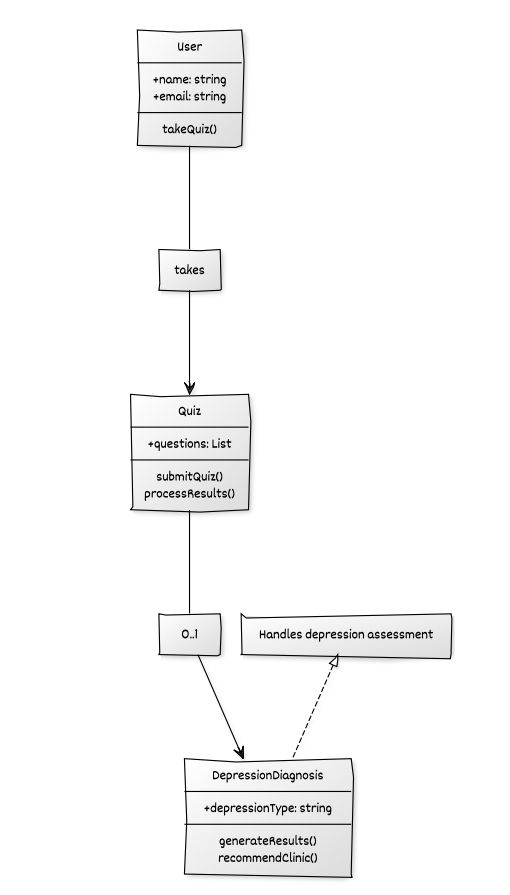 User
+name: string
+email: string
takeQuiz()
takes
Quiz
+questions: List
submitQuiz()
processResults()
0..1
Handles depression assessment
DepressionDiagnosis
+depressionType: string
generateResults()
recommendClinic()